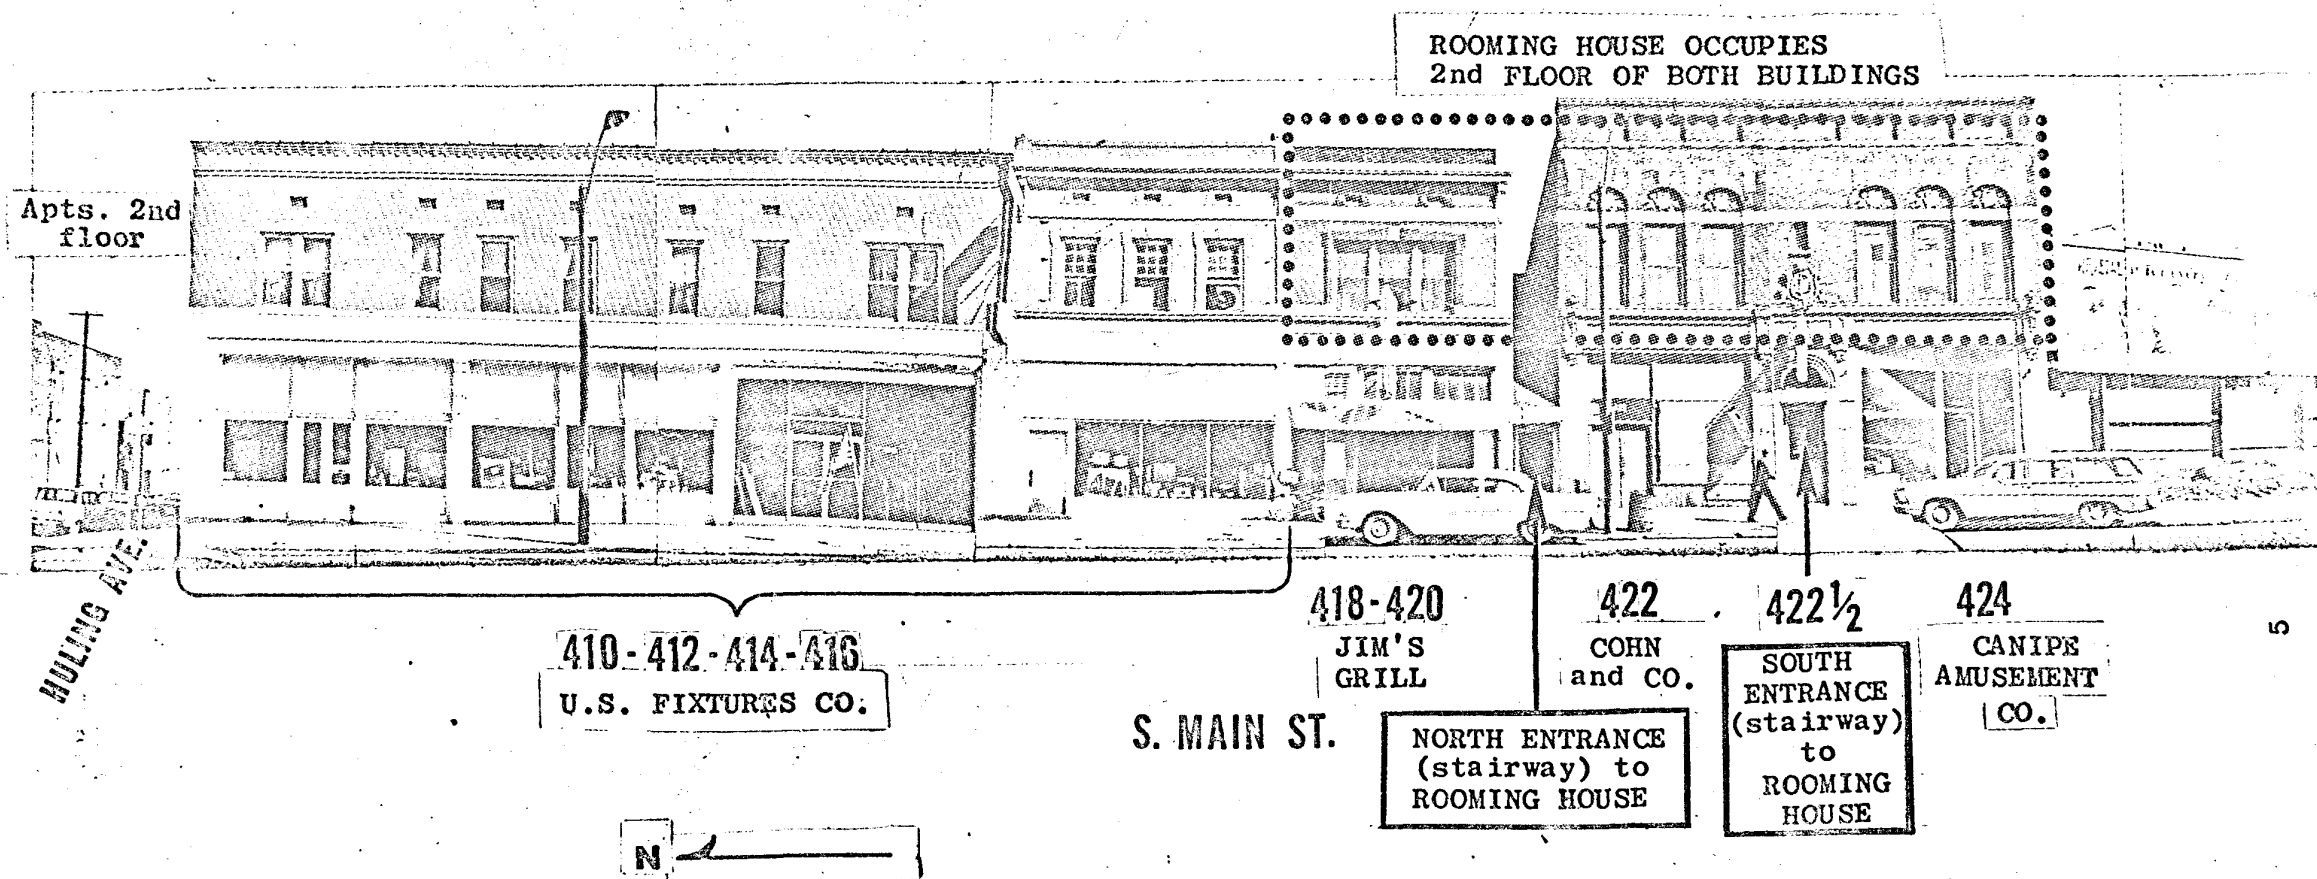 ROOMING HOUSE OCCUPIES
2nd FLOOR OF BOTH BUILDINGS
Apts. 2nd
floor
HULING AVE.
410-412-414-416
U.S. FIXTURES CO.
418-420
JIM'S
GRILL
422
COHN
and CO.
422½
SOUTH
ENTRANCE
(stairway)
to
ROOMING
HOUSE
424
CANIPE
AMUSEMENT
CO.
5
S. MAIN ST.
NORTH ENTRANCE
(stairway) to
ROOMING HOUSE
N